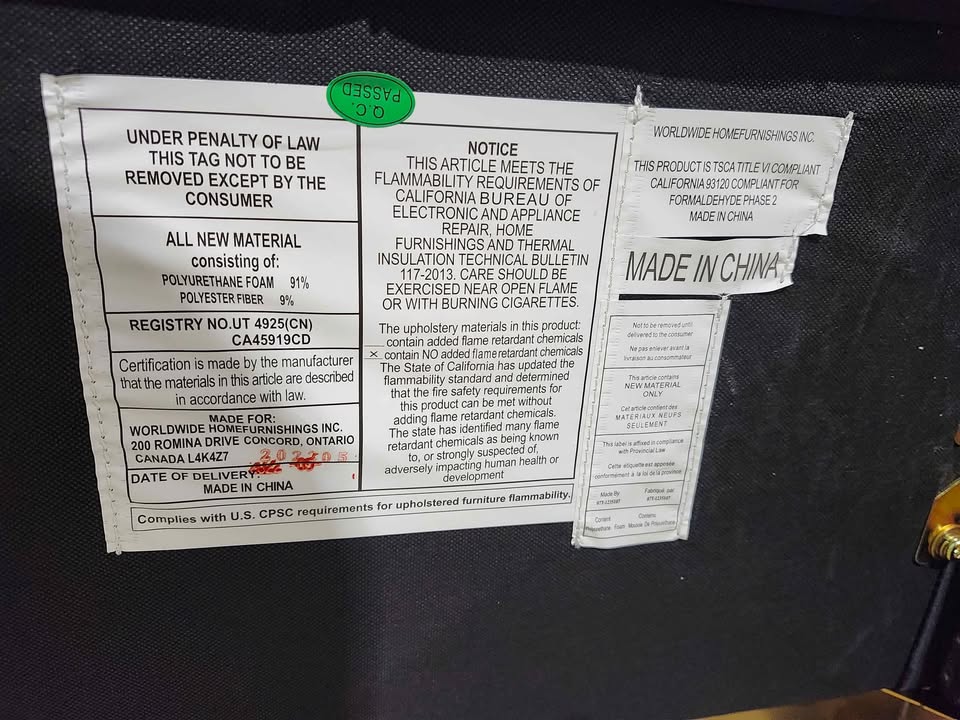 Q.C.
PASSED
UNDER PENALTY OF LAW
THIS TAG NOT TO BE
REMOVED EXCEPT BY THE
CONSUMER
ALL NEW MATERIAL
consisting of:
POLYURETHANE FOAM 91%
POLYESTER FIBER 9%
REGISTRY NO.UT 4925(CN)
CA45919CD
Certification is made by the manufacturer
that the materials in this article are described
in accordance with law.
MADE FOR:
WORLDWIDE HOMEFURNISHINGS INC.
200 ROMINA DRIVE CONCORD, ONTARIO
CANADA L4K4Z7
DATE OF DELIVERY:
MADE IN CHINA
NOTICE
THIS ARTICLE MEETS THE
FLAMMABILITY REQUIREMENTS OF
CALIFORNIA BUREAU OF
ELECTRONIC AND APPLIANCE
REPAIR, HOME
FURNISHINGS AND THERMAL
INSULATION TECHNICAL BULLETIN
117-2013. CARE SHOULD BE
EXERCISED NEAR OPEN FLAME
OR WITH BURNING CIGARETTES.
The upholstery materials in this product:
contain added flame retardant chemicals
x contain NO added flame retardant chemicals
The State of California has updated the
flammability standard and determined
that the fire safety requirements for
this product can be met without
adding flame retardant chemicals.
The state has identified many flame
retardant chemicals as being known
to, or strongly suspected of,
adversely impacting human health or
development
Complies with U.S. CPSC requirements for upholstered furniture flammability.
WORLDWIDE HOMEFURNISHINGS INC.
THIS PRODUCT IS TSCA TITLE VI COMPLIANT
CALIFORNIA 93120 COMPLIANT FOR
FORMALDEHYDE PHASE 2
MADE IN CHINA
MADE IN CHINA
Not to be removed until
delivered to the consumer
Ne pas enlever avant la
livraison au consommateur
This article contains
NEW MATERIAL
ONLY
Cet article contient des
MATERIAUX NEUFS
SEULEMENT
This label is affixed in compliance
with Provincial Law
Cette étiquette est apposée
conformément à la loi de la province
Made By Fabriqué par
Content Contenu
Foam Mousse De